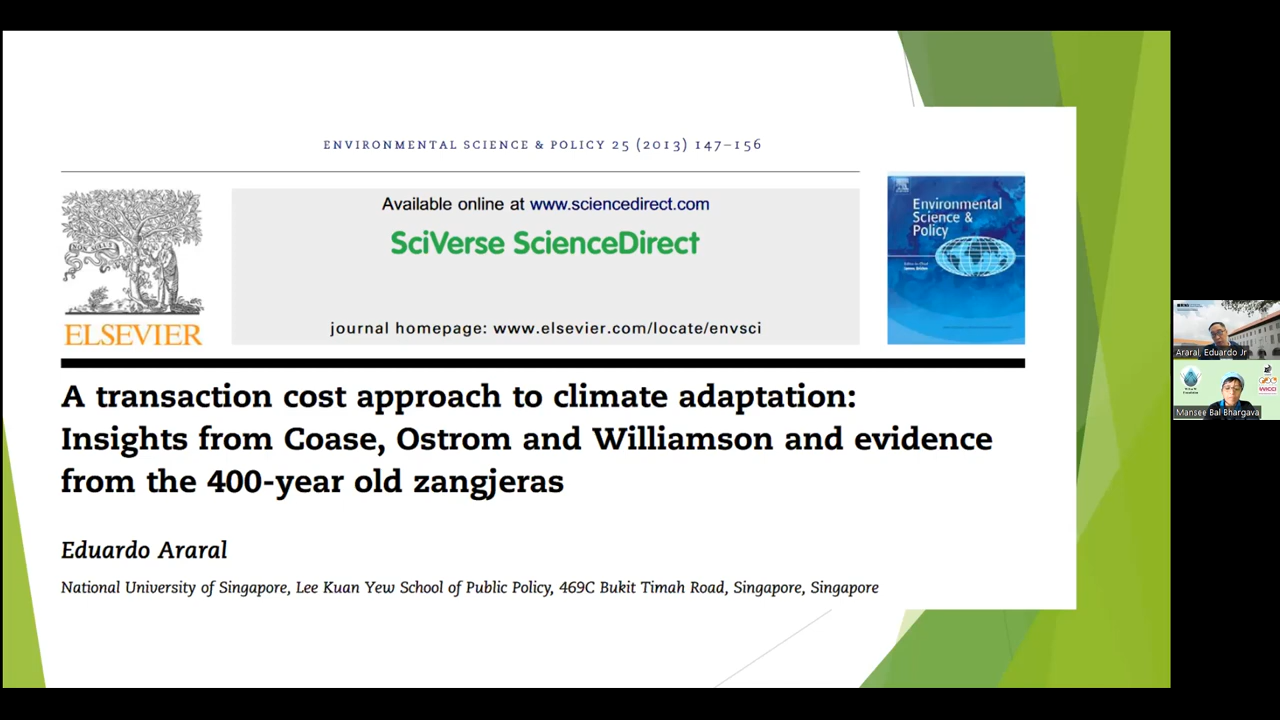 ENVIRONMENTAL SCIENCE & POLICY 25 (2013) 147–156
Available online at www.sciencedirect.com
SciVerse ScienceDirect
journal homepage: www.elsevier.com/locate/envsci
ELSEVIER
Environmental
Science &
Policy
A transaction cost approach to climate adaptation:
Insights from Coase, Ostrom and Williamson and evidence
from the 400-year old zangjeras
Eduardo Araral
National University of Singapore, Lee Kuan Yew School of Public Policy, 469C Bukit Timah Road, Singapore, Singapore
Araral, Eduardo Jr
Mansee Bal Bhargava